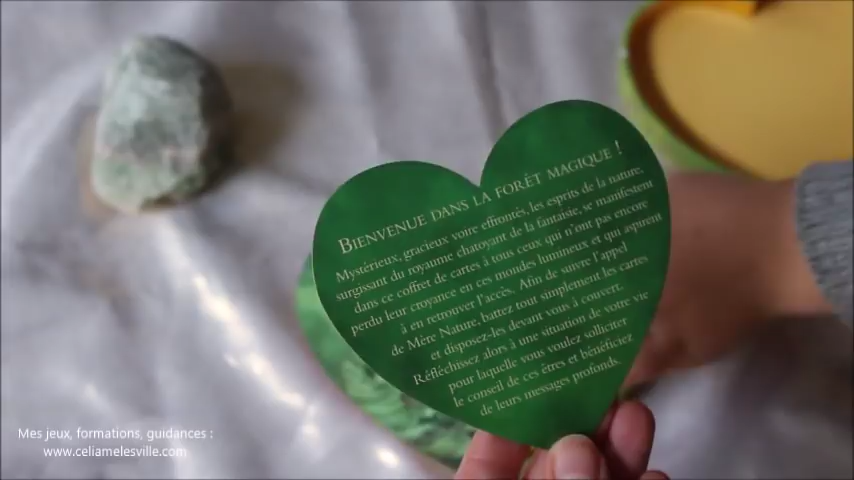 BIENVENUE DANS LA FORÊT MAGIQUE !
Mystérieux, gracieux voire effrontés, les esprits de la nature,
surgissant du royaume chatoyant de la fantaisie, se manifestent
dans ce coffret de cartes à tous ceux qui n'ont pas encore
perdu leur croyance en ces mondes lumineux et qui aspirent
à en retrouver l'accès. Afin de suivre l'appel
de Mère Nature, battez tout simplement les cartes
et disposez-les devant vous à couvert.
Réfléchissez alors à une situation de votre vie
pour laquelle vous voulez solliciter
le conseil de ces êtres et bénéficiez
de leurs messages profonds.
Mes jeux, formations, guidances :
www.celiamelesville.com